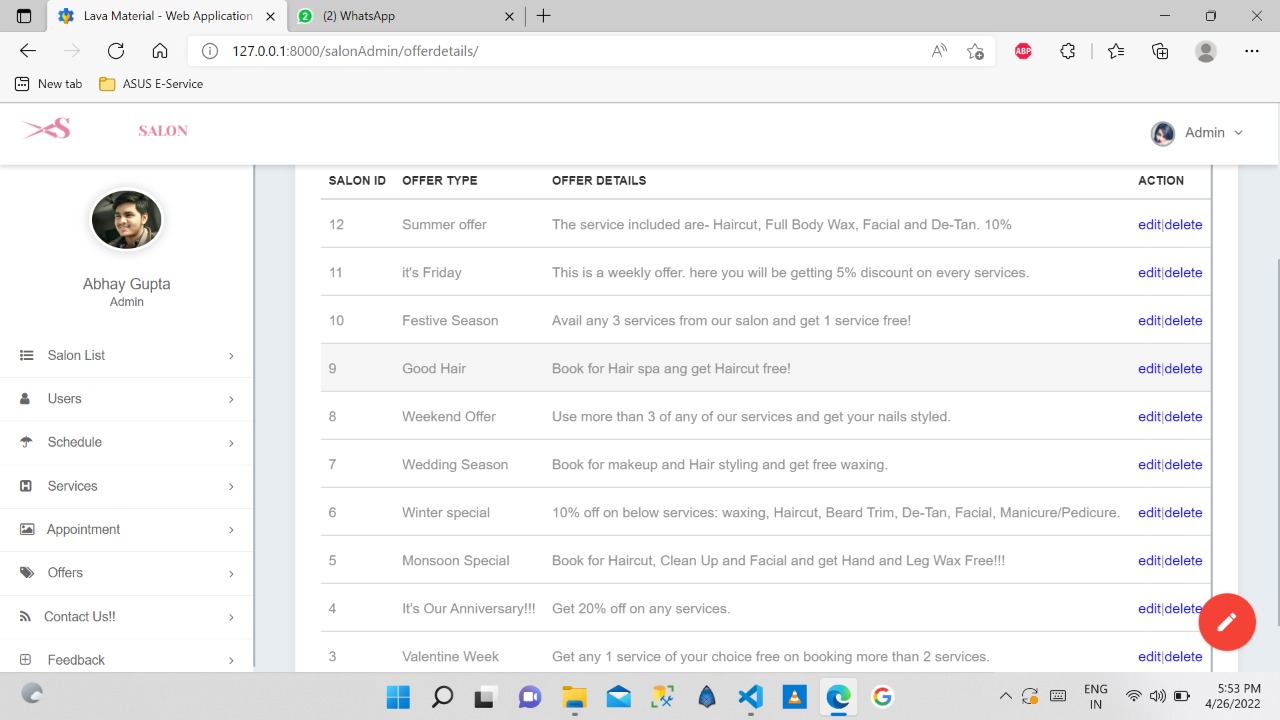 Lava Material - Web Application
2
(2) WhatsApp
127.0.0.1:8000/salonAdmin/offerdetails/
ABP
New tab
ASUS E-Service
S SALON
Admin
Abhay Gupta
Admin
Salon List
Users
Schedule
Services
Appointment
Offers
Contact Us!!
Feedback
SALON ID OFFER TYPE OFFER DETAILS ACTION
12 Summer offer The service included are- Haircut, Full Body Wax, Facial and De-Tan. 10% edit|delete
11 it's Friday This is a weekly offer. here you will be getting 5% discount on every services. edit|delete
10 Festive Season Avail any 3 services from our salon and get 1 service free! edit|delete
9 Good Hair Book for Hair spa ang get Haircut free! edit|delete
8 Weekend Offer Use more than 3 of any of our services and get your nails styled. edit|delete
7 Wedding Season Book for makeup and Hair styling and get free waxing. edit|delete
6 Winter special 10% off on below services: waxing, Haircut, Beard Trim, De-Tan, Facial, Manicure/Pedicure. edit|delete
5 Monsoon Special Book for Haircut, Clean Up and Facial and get Hand and Leg Wax Free!!! edit|delete
4 It's Our Anniversary!!! Get 20% off on any services. edit|delete
3 Valentine Week Get any 1 service of your choice free on booking more than 2 services. edit|delete
ENG
IN
5:53 PM
4/26/2022